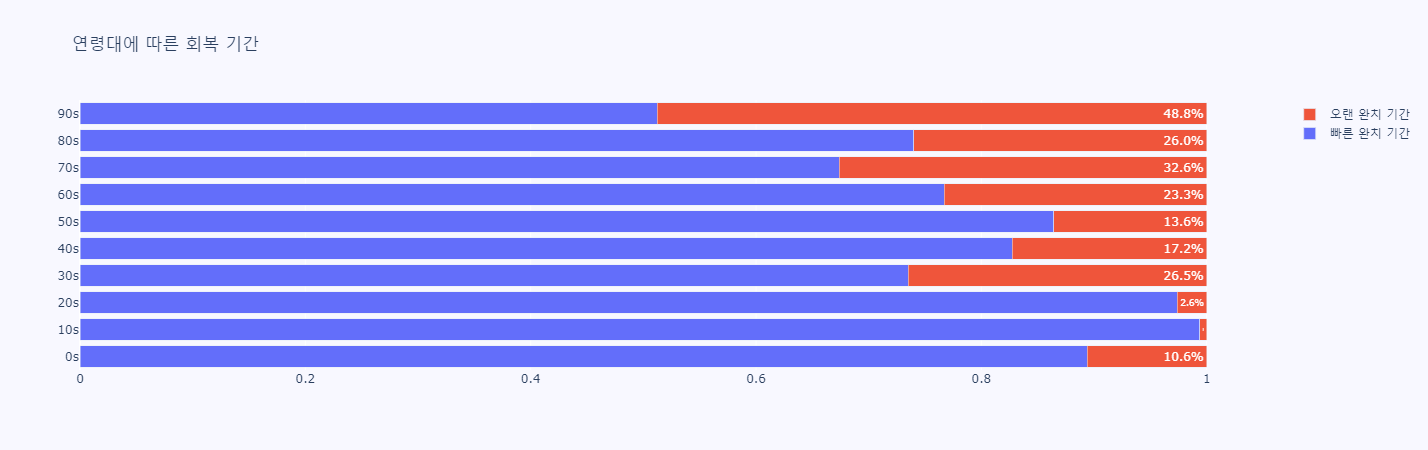 연령대에 따른 회복 기간
90s 48.8%
80s 26.0%
70s 32.6%
60s 23.3%
50s 13.6%
40s 17.2%
30s 26.5%
20s 2.6%
10s
0s 10.6%
0 0.2 0.4 0.6 0.8 1
오랜 완치 기간
빠른 완치 기간